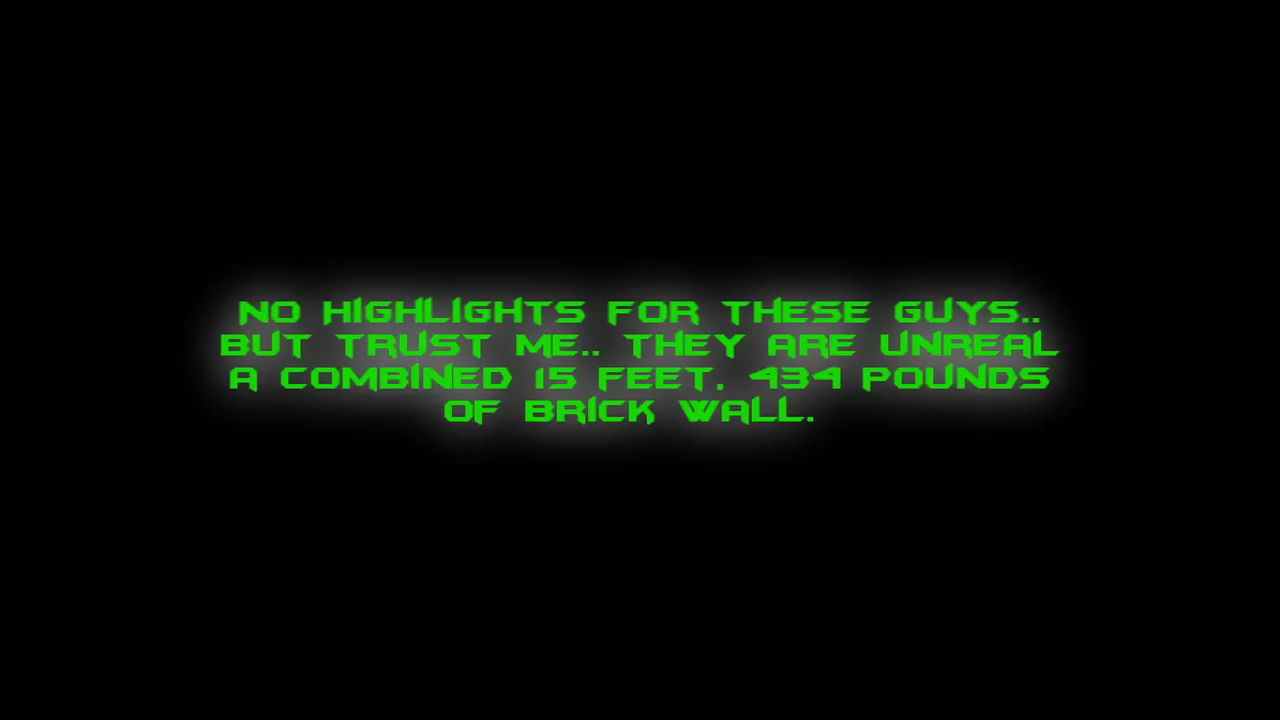 NO HIGHLIGHTS FOR THESE GUYS..
BUT TRUST ME.. THEY ARE UNREAL
A COMBINED 15 FEET, 434 POUNDS
OF BRICK WALL.